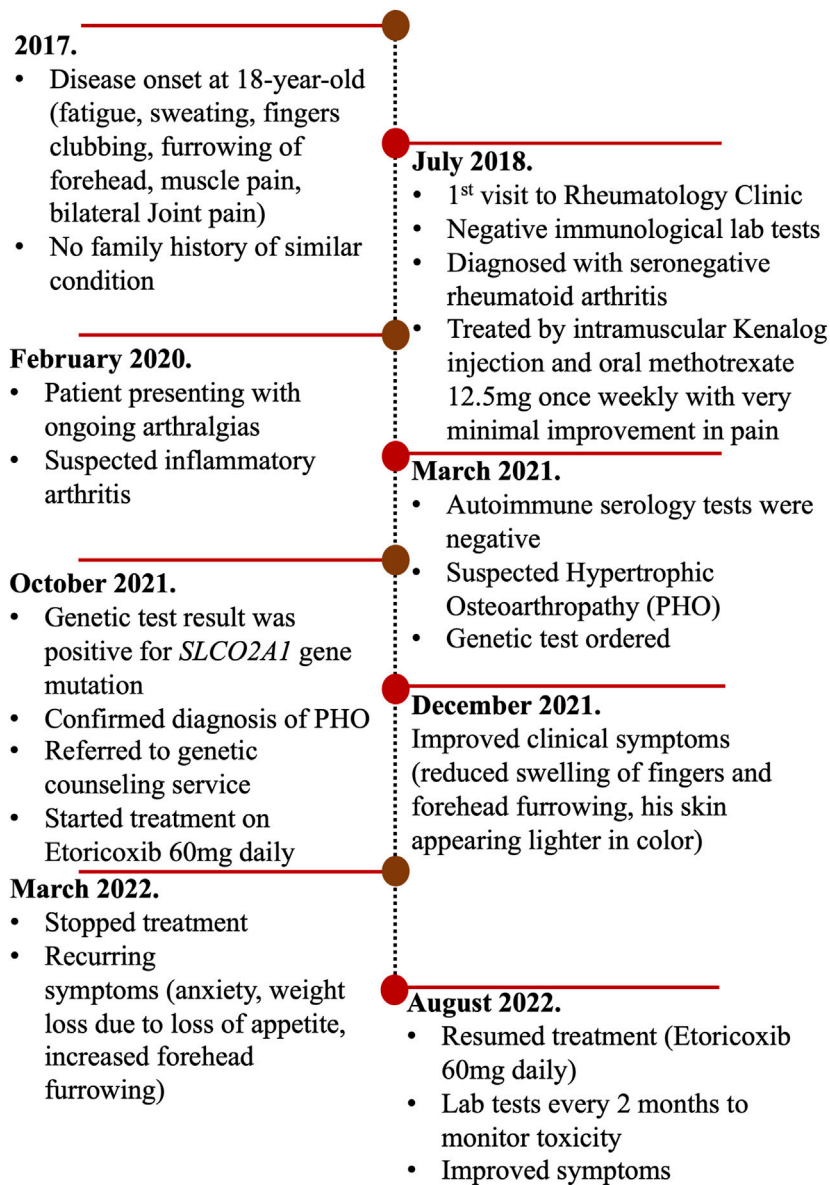 2017.
• Disease onset at 18-year-old
(fatigue, sweating, fingers
clubbing, furrowing of
forehead, muscle pain,
bilateral Joint pain)
• No family history of similar
condition
July 2018.
• 1st visit to Rheumatology Clinic
• Negative immunological lab tests
• Diagnosed with seronegative
rheumatoid arthritis
• Treated by intramuscular Kenalog
injection and oral methotrexate
12.5mg once weekly with very
minimal improvement in pain
February 2020.
• Patient presenting with
ongoing arthralgias
• Suspected inflammatory
arthritis
March 2021.
• Autoimmune serology tests were
negative
• Suspected Hypertrophic
Osteoarthropathy (PHO)
• Genetic test ordered
October 2021.
• Genetic test result was
positive for SLCO2A1 gene
mutation
• Confirmed diagnosis of PHO
• Referred to genetic
counseling service
• Started treatment on
Etoricoxib 60mg daily
December 2021.
Improved clinical symptoms
(reduced swelling of fingers and
forehead furrowing, his skin
appearing lighter in color)
March 2022.
• Stopped treatment
• Recurring
symptoms (anxiety, weight
loss due to loss of appetite,
increased forehead
furrowing)
August 2022.
• Resumed treatment (Etoricoxib
60mg daily)
• Lab tests every 2 months to
monitor toxicity
• Improved symptoms